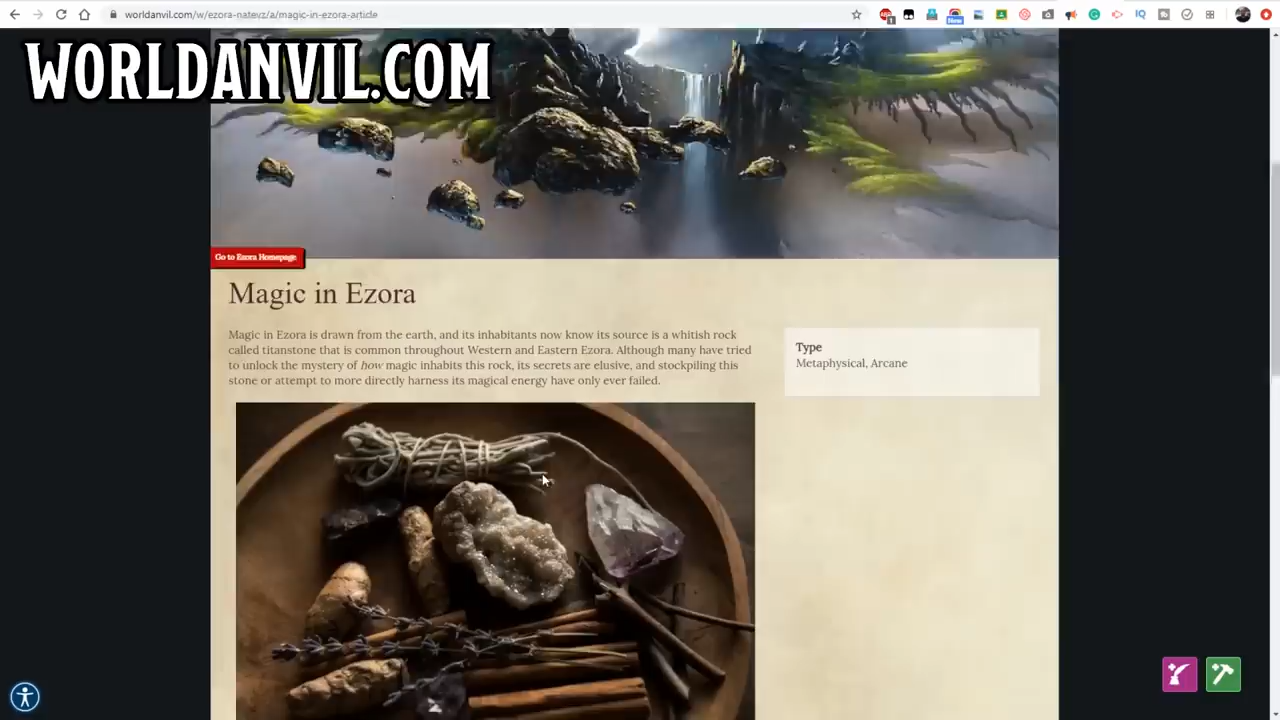 worldanvil.com/w/ezora-natevz/a/magic-in-ezora-article
New
WORLDANVIL.COM
Go to Ezora Homepage
Magic in Ezora
Magic in Ezora is drawn from the earth, and its inhabitants now know its source is a whitish rock
called titanstone that is common throughout Western and Eastern Ezora. Although many have tried
to unlock the mystery of how magic inhabits this rock, its secrets are elusive, and stockpiling this
stone or attempt to more directly harness its magical energy have only ever failed.
Type
Metaphysical, Arcane